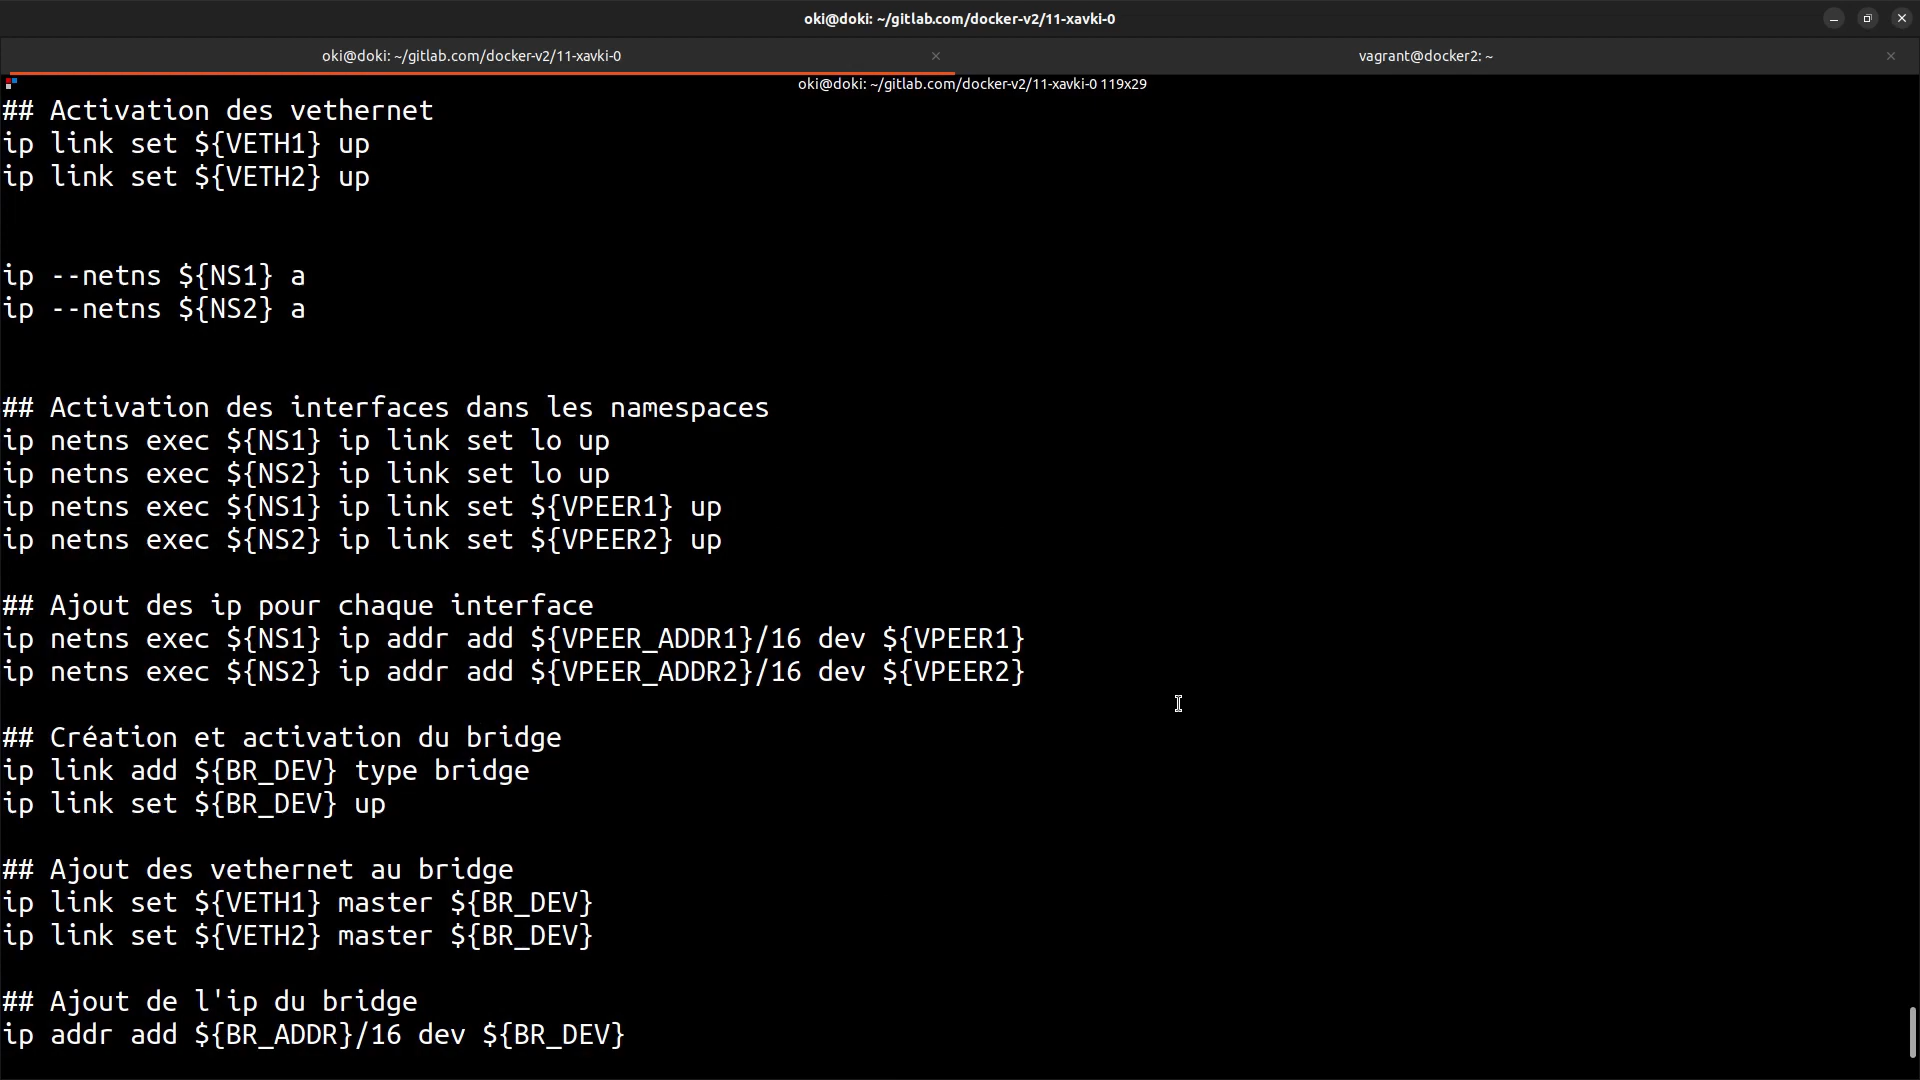 oki@doki: ~/gitlab.com/docker-v2/11-xavki-0
oki@doki: ~/gitlab.com/docker-v2/11-xavki-0
vagrant@docker2: ~
oki@doki: ~/gitlab.com/docker-v2/11-xavki-0 119x29
## Activation des vethernet
ip link set ${VETH1} up
ip link set ${VETH2} up
ip --netns ${NS1} a
ip --netns ${NS2} a
## Activation des interfaces dans les namespaces
ip netns exec ${NS1} ip link set lo up
ip netns exec ${NS2} ip link set lo up
ip netns exec ${NS1} ip link set ${VPEER1} up
ip netns exec ${NS2} ip link set ${VPEER2} up
## Ajout des ip pour chaque interface
ip netns exec ${NS1} ip addr add ${VPEER_ADDR1}/16 dev ${VPEER1}
ip netns exec ${NS2} ip addr add ${VPEER_ADDR2}/16 dev ${VPEER2}
## Création et activation du bridge
ip link add ${BR_DEV} type bridge
ip link set ${BR_DEV} up
## Ajout des vethernet au bridge
ip link set ${VETH1} master ${BR_DEV}
ip link set ${VETH2} master ${BR_DEV}
## Ajout de l'ip du bridge
ip addr add ${BR_ADDR}/16 dev ${BR_DEV}